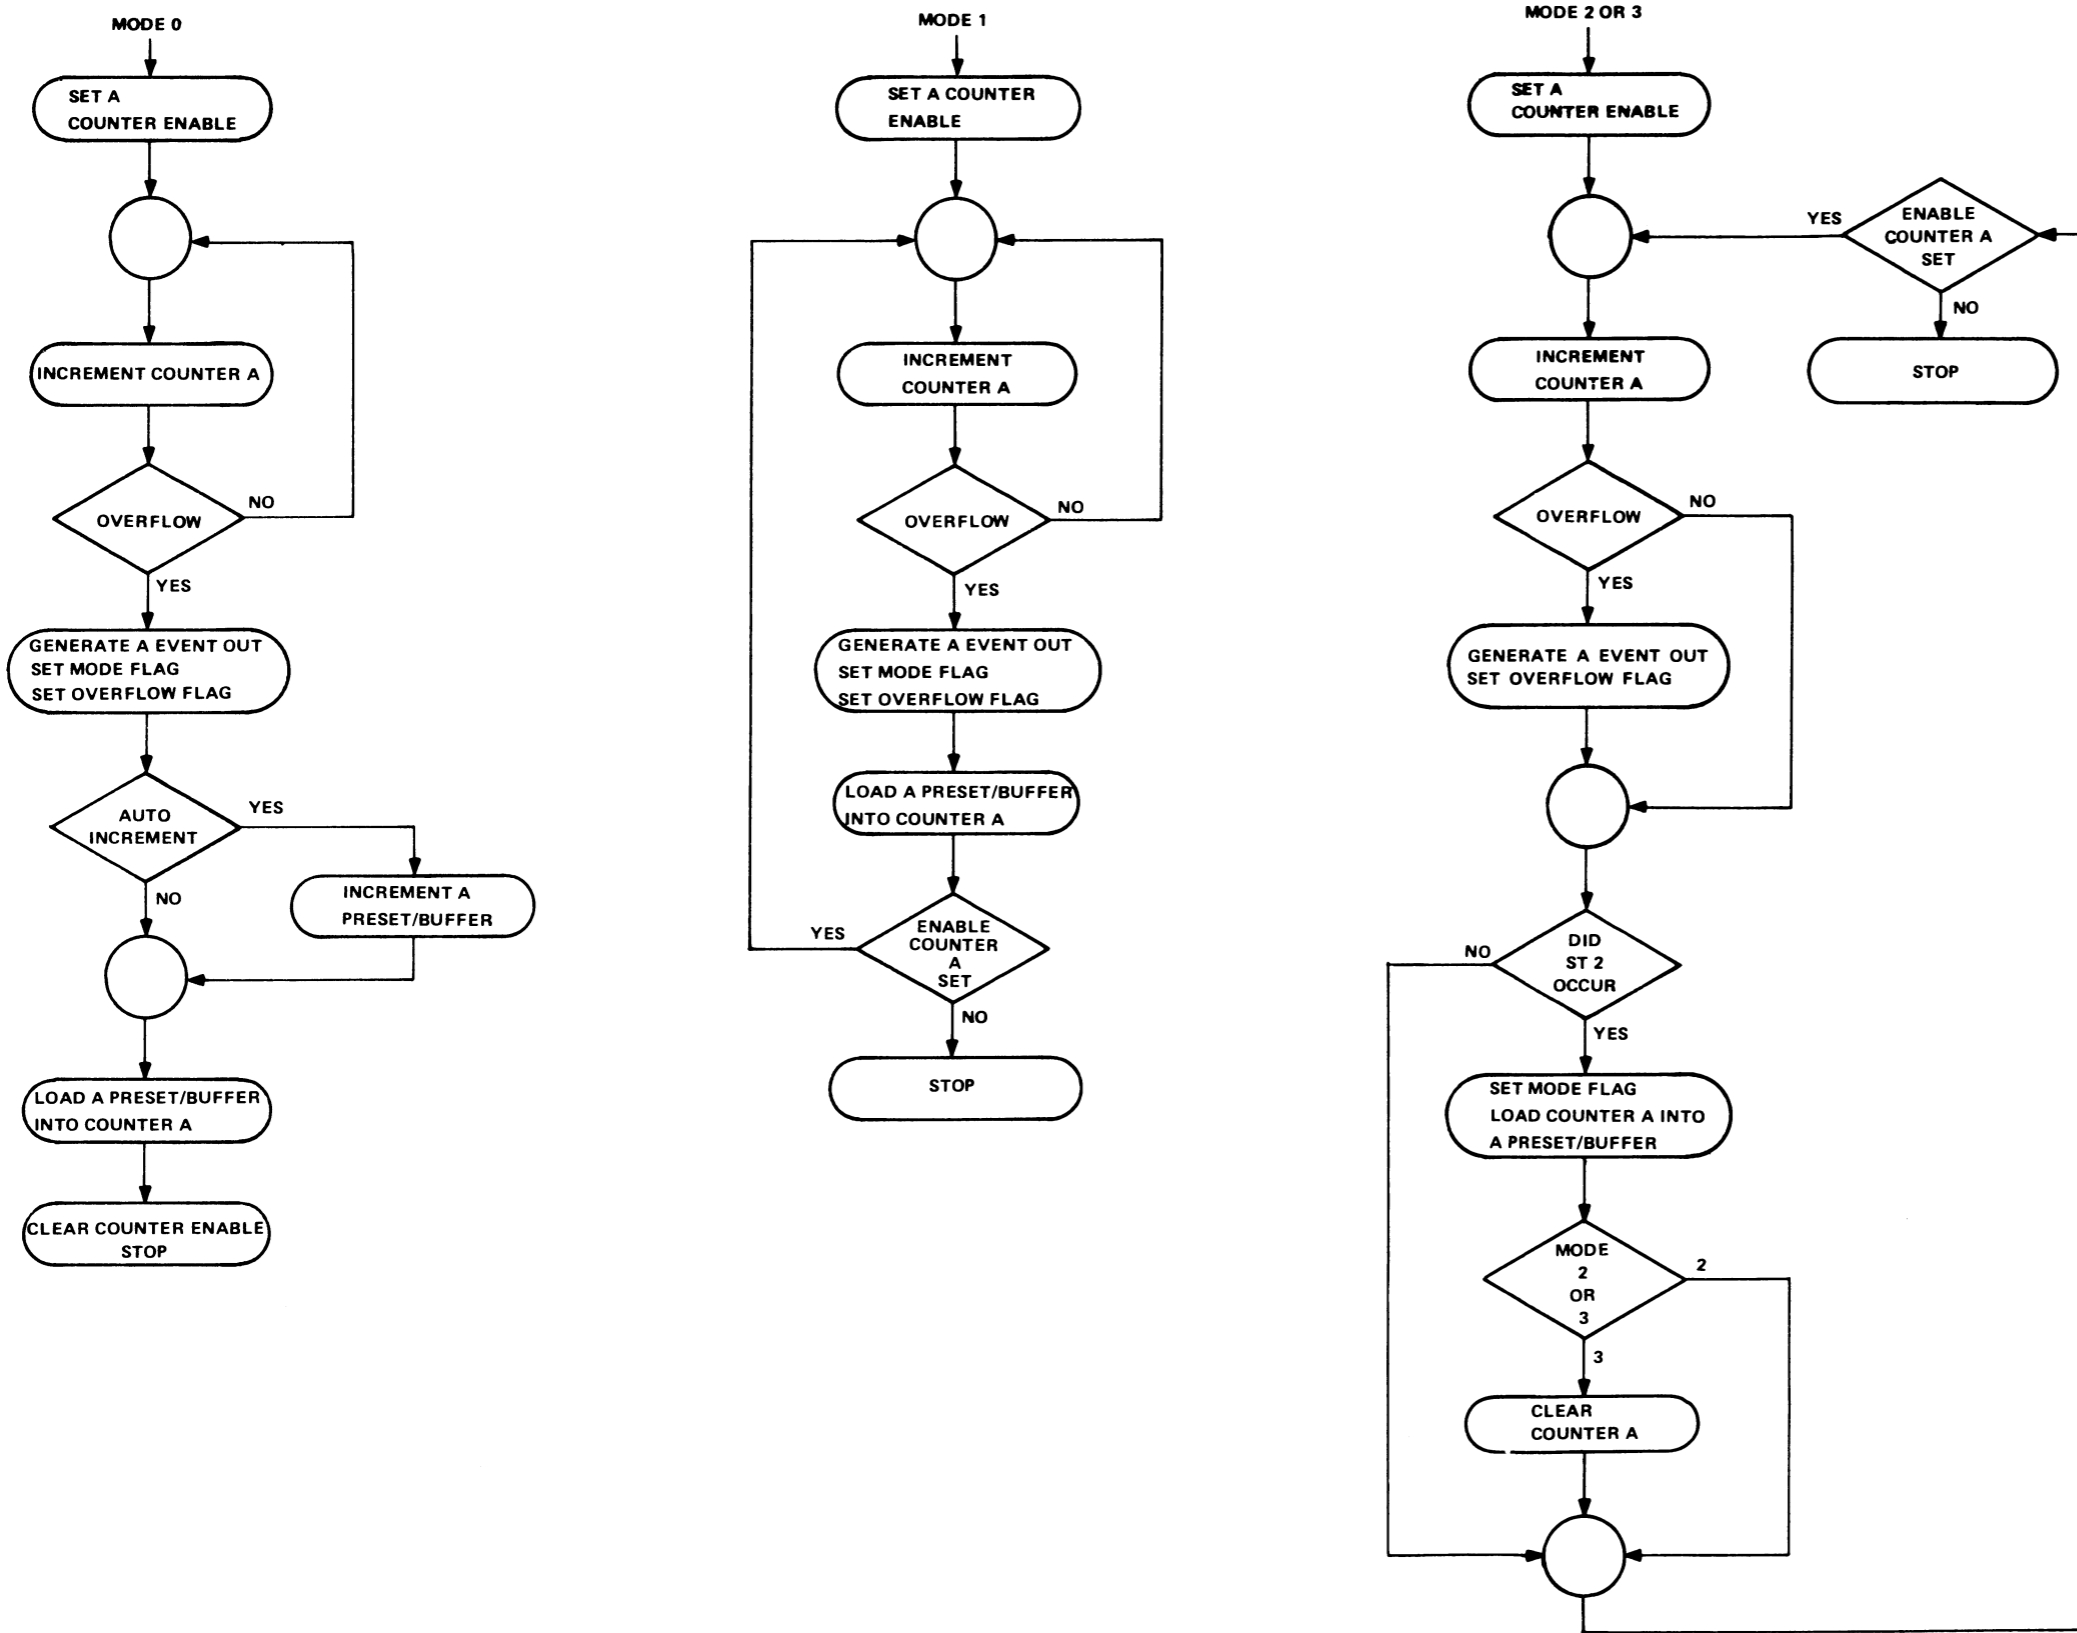 MODE 0
SET A
COUNTER ENABLE
INCREMENT COUNTER A
OVERFLOW
NO
YES
GENERATE A EVENT OUT
SET MODE FLAG
SET OVERFLOW FLAG
AUTO
INCREMENT
YES
NO
INCREMENT A
PRESET/BUFFER
LOAD A PRESET/BUFFER
INTO COUNTER A
CLEAR COUNTER ENABLE
STOP
MODE 1
SET A COUNTER
ENABLE
INCREMENT
COUNTER A
OVERFLOW
NO
YES
GENERATE A EVENT OUT
SET MODE FLAG
SET OVERFLOW FLAG
LOAD A PRESET/BUFFER
INTO COUNTER A
YES
ENABLE
COUNTER
A
SET
NO
STOP
MODE 2 OR 3
SET A
COUNTER ENABLE
YES
ENABLE
COUNTER A
SET
NO
STOP
INCREMENT
COUNTER A
OVERFLOW
NO
YES
GENERATE A EVENT OUT
SET OVERFLOW FLAG
NO
DID
ST 2
OCCUR
YES
SET MODE FLAG
LOAD COUNTER A INTO
A PRESET/BUFFER
MODE
2
OR
3
2
3
CLEAR
COUNTER A